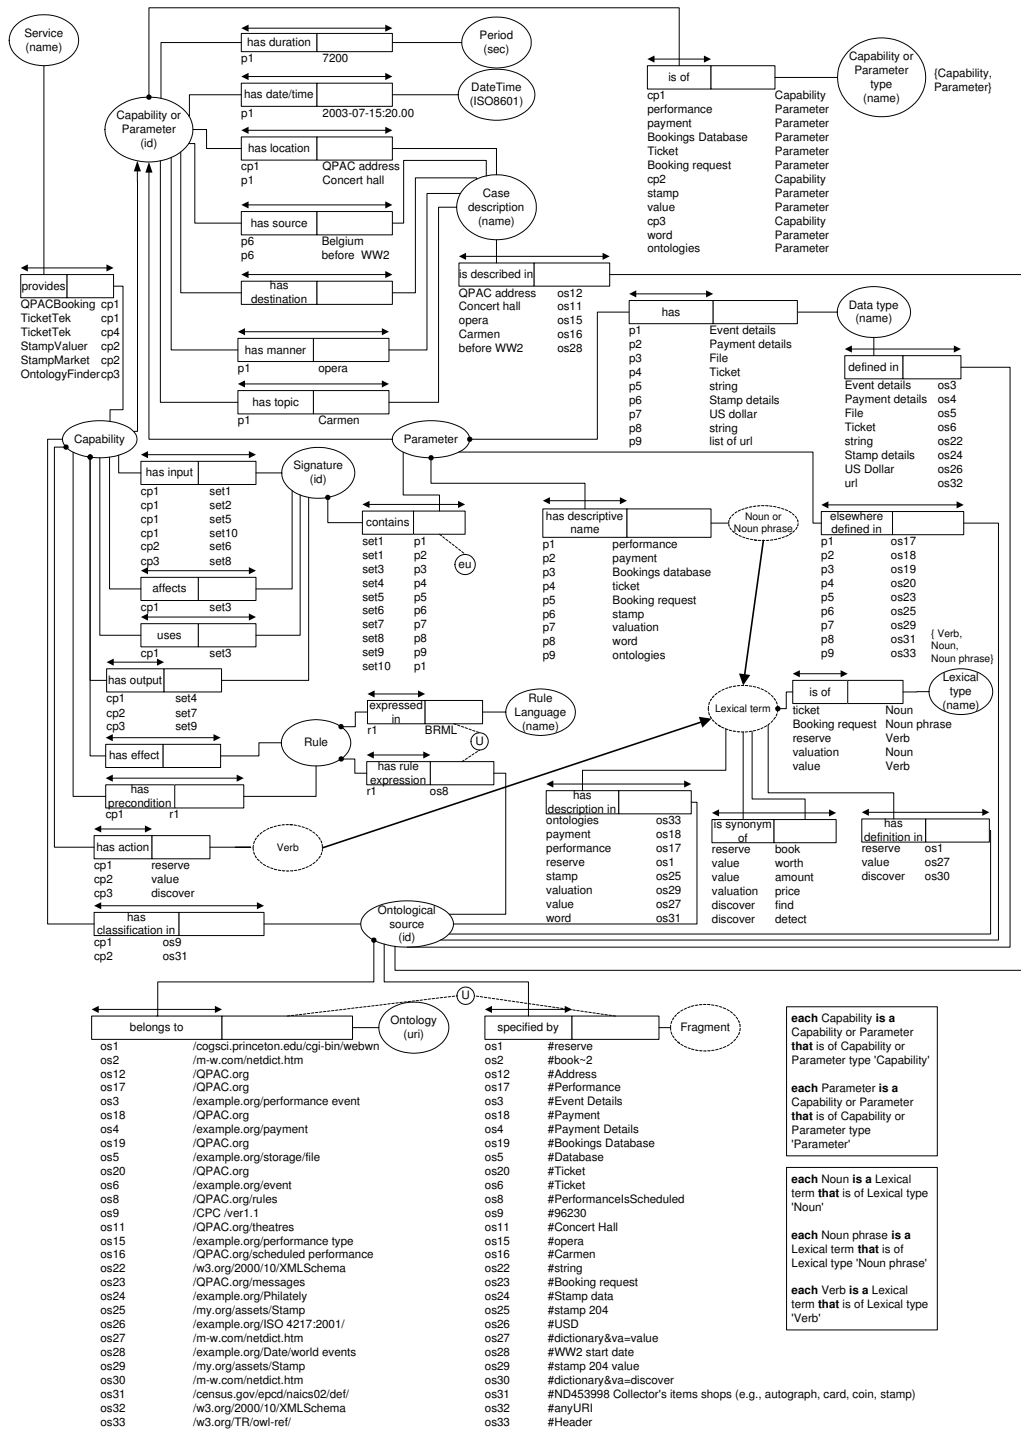 Service
(name)
has duration
p1 7200
Period
(sec)
has date/time
p1 2003-07-15:20.00
DateTime
(ISO8601)
Capability or
Parameter
(id)
has location
cp1 QPAC address
p1 Concert hall
has source
p6 Belgium
p6 before WW2
has
destination
has manner
p1 opera
has topic
p1 Carmen
Case
description
(name)
is of
cp1 Capability
performance Parameter
payment Parameter
Bookings Database Parameter
Ticket Parameter
Booking request Parameter
cp2 Capability
stamp Parameter
value Parameter
cp3 Capability
word Parameter
ontologies Parameter
Capability or
Parameter
type
(name)
{Capability,
Parameter}
provides
QPACBooking cp1
TicketTek cp1
TicketTek cp4
StampValuer cp2
StampMarket cp2
OntologyFinder cp3
is described in
QPAC address os12
Concert hall os11
opera os15
Carmen os16
before WW2 os28
has
p1 Event details
p2 Payment details
p3 File
p4 Ticket
p5 string
p6 Stamp details
p7 US dollar
p8 string
p9 list of url
Data type
(name)
defined in
Event details os3
Payment details os4
File os5
Ticket os6
string os22
Stamp details os24
US Dollar os26
url os32
Capability
Parameter
has input
cp1 set1
cp1 set2
cp1 set5
cp1 set10
cp2 set6
cp3 set8
Signature
(id)
affects
cp1 set3
uses
cp1 set3
has output
cp1 set4
cp2 set7
cp3 set9
contains
set1 p1
set1 p2
set3 p3
set4 p4
set5 p5
set6 p6
set7 p7
set8 p8
set9 p9
set10 p1
eu
has descriptive
name
p1 performance
p2 payment
p3 Bookings database
p4 ticket
p5 Booking request
p6 stamp
p7 valuation
p8 word
p9 ontologies
Noun or
Noun phrase
elsewhere
defined in
p1 os17
p2 os18
p3 os19
p4 os20
p5 os23
p6 os25
p7 os29
p8 os31
p9 os33
{ Verb,
Noun,
Noun phrase}
has effect
has
precondition
cp1 r1
Rule
expressed
in
r1 BRML
Rule
Language
(name)
U
has rule
expression
r1 os8
Lexical term
is of
ticket Noun
Booking request Noun phrase
reserve Verb
valuation Noun
value Verb
Lexical
type
(name)
has action
cp1 reserve
cp2 value
cp3 discover
Verb
has
classification in
cp1 os9
cp2 os31
Ontological
source
(id)
has
description in
ontologies os33
payment os18
performance os17
reserve os1
stamp os25
valuation os29
value os27
word os31
is synonym
of
reserve book
value worth
value amount
valuation price
discover find
discover detect
has
definition in
reserve os1
value os27
discover os30
U
belongs to
os1 /cogsci.princeton.edu/cgi-bin/webwn
os2 /m-w.com/netdict.htm
os12 /QPAC.org
os17 /QPAC.org
os3 /example.org/performance event
os18 /QPAC.org
os4 /example.org/payment
os19 /QPAC.org
os5 /example.org/storage/file
os20 /QPAC.org
os6 /example.org/event
os8 /QPAC.org/rules
os9 /CPC /ver1.1
os11 /QPAC.org/theatres
os15 /example.org/performance type
os16 /QPAC.org/scheduled performance
os22 /w3.org/2000/10/XMLSchema
os23 /QPAC.org/messages
os24 /example.org/Philately
os25 /my.org/assets/Stamp
os26 /example.org/ISO 4217:2001/
os27 /m-w.com/netdict.htm
os28 /example.org/Date/world events
os29 /my.org/assets/Stamp
os30 /m-w.com/netdict.htm
os31 /census.gov/epcd/naics02/def/
os32 /w3.org/2000/10/XMLSchema
os33 /w3.org/TR/owl-ref/
Ontology
(uri)
specified by
os1 #reserve
os2 #book~2
os12 #Address
os17 #Performance
os3 #Event Details
os18 #Payment
os4 #Payment Details
os19 #Bookings Database
os5 #Database
os20 #Ticket
os6 #Ticket
os8 #PerformanceIsScheduled
os9 #96230
os11 #Concert Hall
os15 #opera
os16 #Carmen
os22 #string
os23 #Booking request
os24 #Stamp data
os25 #stamp 204
os26 #USD
os27 #dictionary&va=value
os28 #WW2 start date
os29 #stamp 204 value
os30 #dictionary&va=discover
os31 #ND453998 Collector's items shops (e.g., autograph, card, coin, stamp)
os32 #anyURI
os33 #Header
Fragment
each Capability is a
Capability or Parameter
that is of Capability or
Parameter type 'Capability'
each Parameter is a
Capability or Parameter
that is of Capability or
Parameter type
'Parameter'
each Noun is a Lexical
term that is of Lexical type
'Noun'
each Noun phrase is a
Lexical term that is of
Lexical type 'Noun phrase'
each Verb is a Lexical
term that is of Lexical type
'Verb'